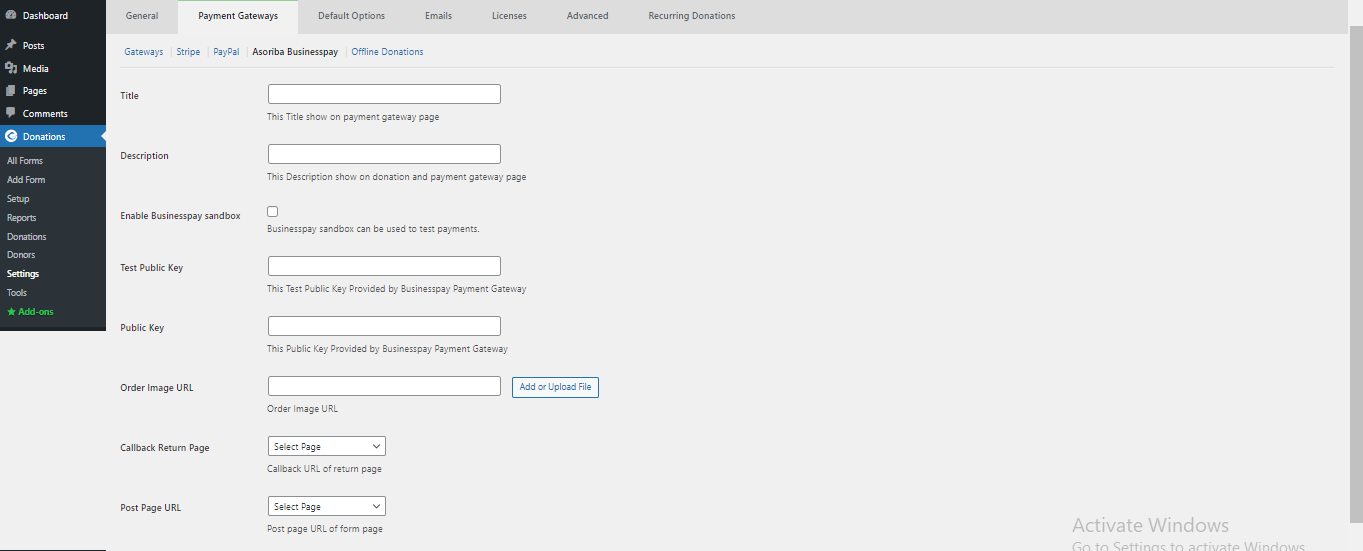 Dashboard
Posts
Media
Pages
Comments
Donations
All Forms
Add Form
Setup
Reports
Donations
Donors
Settings
Tools
Add-ons
General
Payment Gateways
Default Options
Emails
Licenses
Advanced
Recurring Donations
Gateways | Stripe | PayPal | Asoriba Businesspay | Offline Donations
Title
This Title show on payment gateway page
Description
This Description show on donation and payment gateway page
Enable Businesspay sandbox
Businesspay sandbox can be used to test payments.
Test Public Key
This Test Public Key Provided by Businesspay Payment Gateway
Public Key
This Public Key Provided by Businesspay Payment Gateway
Order Image URL
Add or Upload File
Order Image URL
Callback Return Page
Select Page
Callback URL of return page
Post Page URL
Select Page
Post page URL of form page
Activate Windows
Go to Settings to activate Windows.